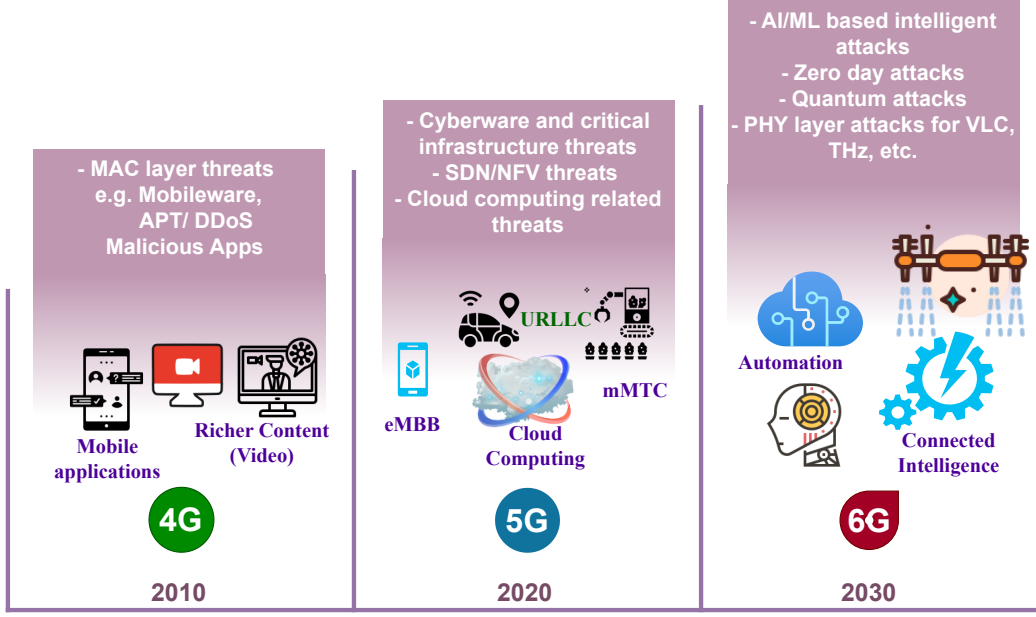 - MAC layer threats
e.g. Mobileware,
APT/ DDoS
Malicious Apps
Mobile
applications
Richer Content
(Video)
4G
2010
- Cyberware and critical
infrastructure threats
- SDN/NFV threats
- Cloud computing related
threats
URLLC
eMBB
mMTC
Cloud
Computing
5G
2020
- AI/ML based intelligent
attacks
- Zero day attacks
- Quantum attacks
- PHY layer attacks for VLC,
THz, etc.
Automation
Connected
Intelligence
6G
2030